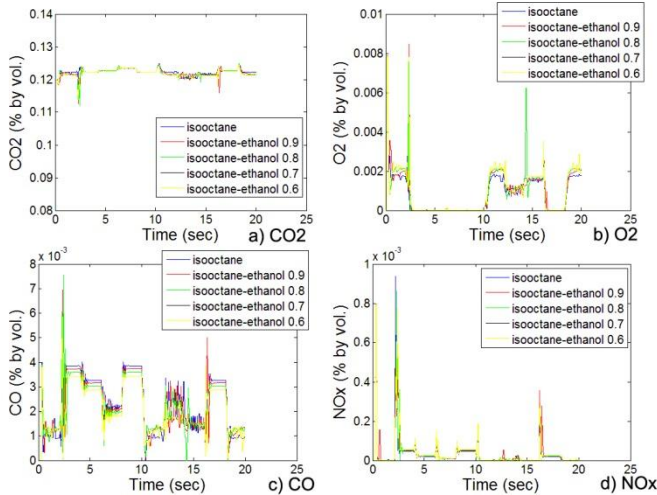 0.14
0.13
0.12
0.11
0.1
0.09
0.08
CO2 (% by vol.)
isooctane
isooctane-ethanol 0.9
isooctane-ethanol 0.8
isooctane-ethanol 0.7
isooctane-ethanol 0.6
0 5 10 15 20 25
Time (sec) a) CO2
0.01
0.008
0.006
0.004
0.002
0
O2 (% by vol.)
isooctane
isooctane-ethanol 0.9
isooctane-ethanol 0.8
isooctane-ethanol 0.7
isooctane-ethanol 0.6
0 5 10 15 20 25
Time (sec) b) O2
x 10-3
8
7
6
5
4
3
2
1
CO (% by vol.)
isooctane
isooctane-ethanol 0.9
isooctane-ethanol 0.8
isooctane-ethanol 0.7
isooctane-ethanol 0.6
0 5 10 15 20 25
Time (sec) c) CO
x 10-3
1
0.8
0.6
0.4
0.2
0
NOx (% by vol.)
isooctane
isooctane-ethanol 0.9
isooctane-ethanol 0.8
isooctane-ethanol 0.7
isooctane-ethanol 0.6
0 5 10 15 20 25
Time (sec) d) NOx